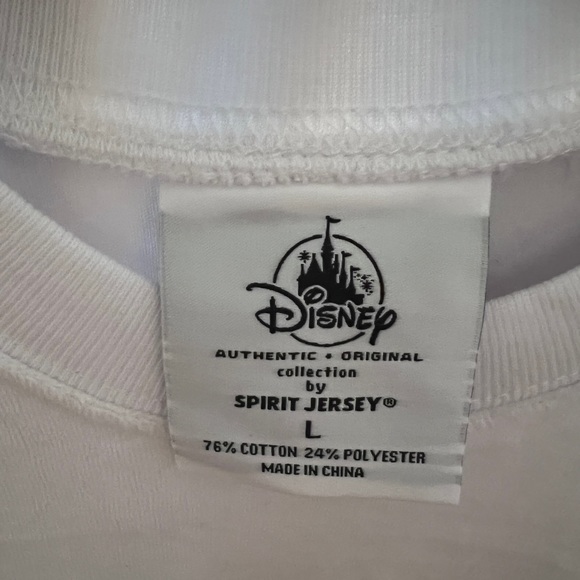 Disney
AUTHENTIC • ORIGINAL
collection
by
SPIRIT JERSEY®
L
76% COTTON 24% POLYESTER
MADE IN CHINA